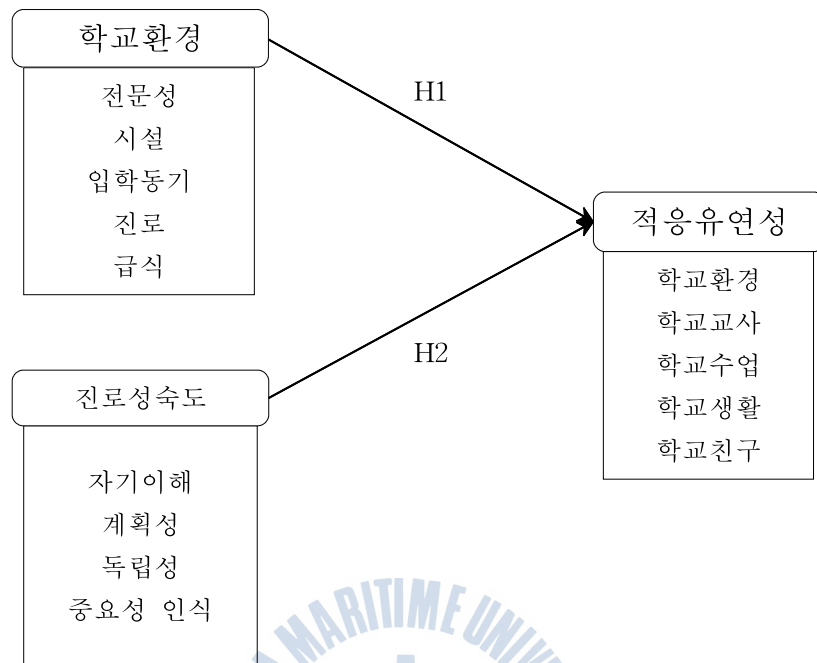 학교환경
전문성
시설
입학동기
진로
급식
H1
적응유연성
학교환경
학교교사
학교수업
학교생활
학교친구
H2
진로성숙도
자기이해
계획성
독립성
중요성 인식
MARITIME